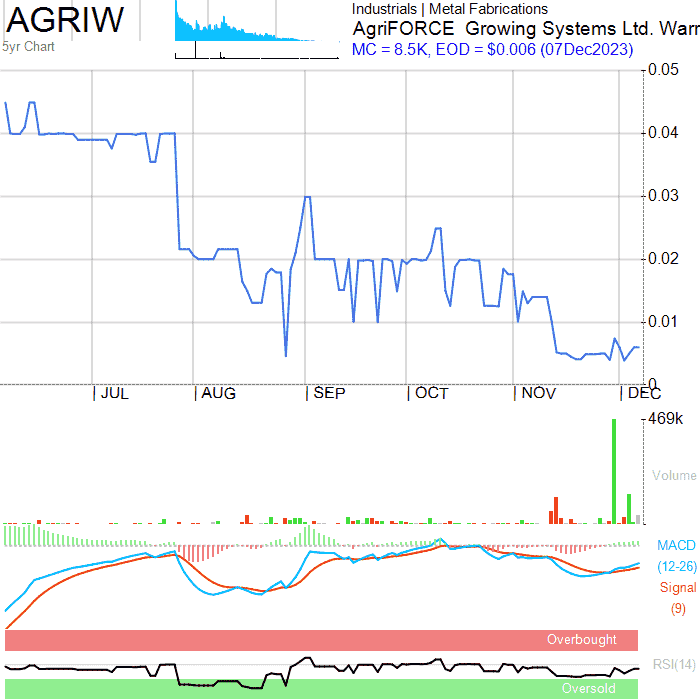 AGRIW
5yr Chart
Industrials | Metal Fabrications
AgriFORCE Growing Systems Ltd. Warr
MC = 8.5K, EOD = $0.006 (07Dec2023)
0.05
0.04
0.03
0.02
0.01
0
| JUL | AUG | SEP | OCT | NOV | DEC
469k
Volume
MACD
(12-26)
Signal
(9)
Overbought
RSI(14)
Oversold